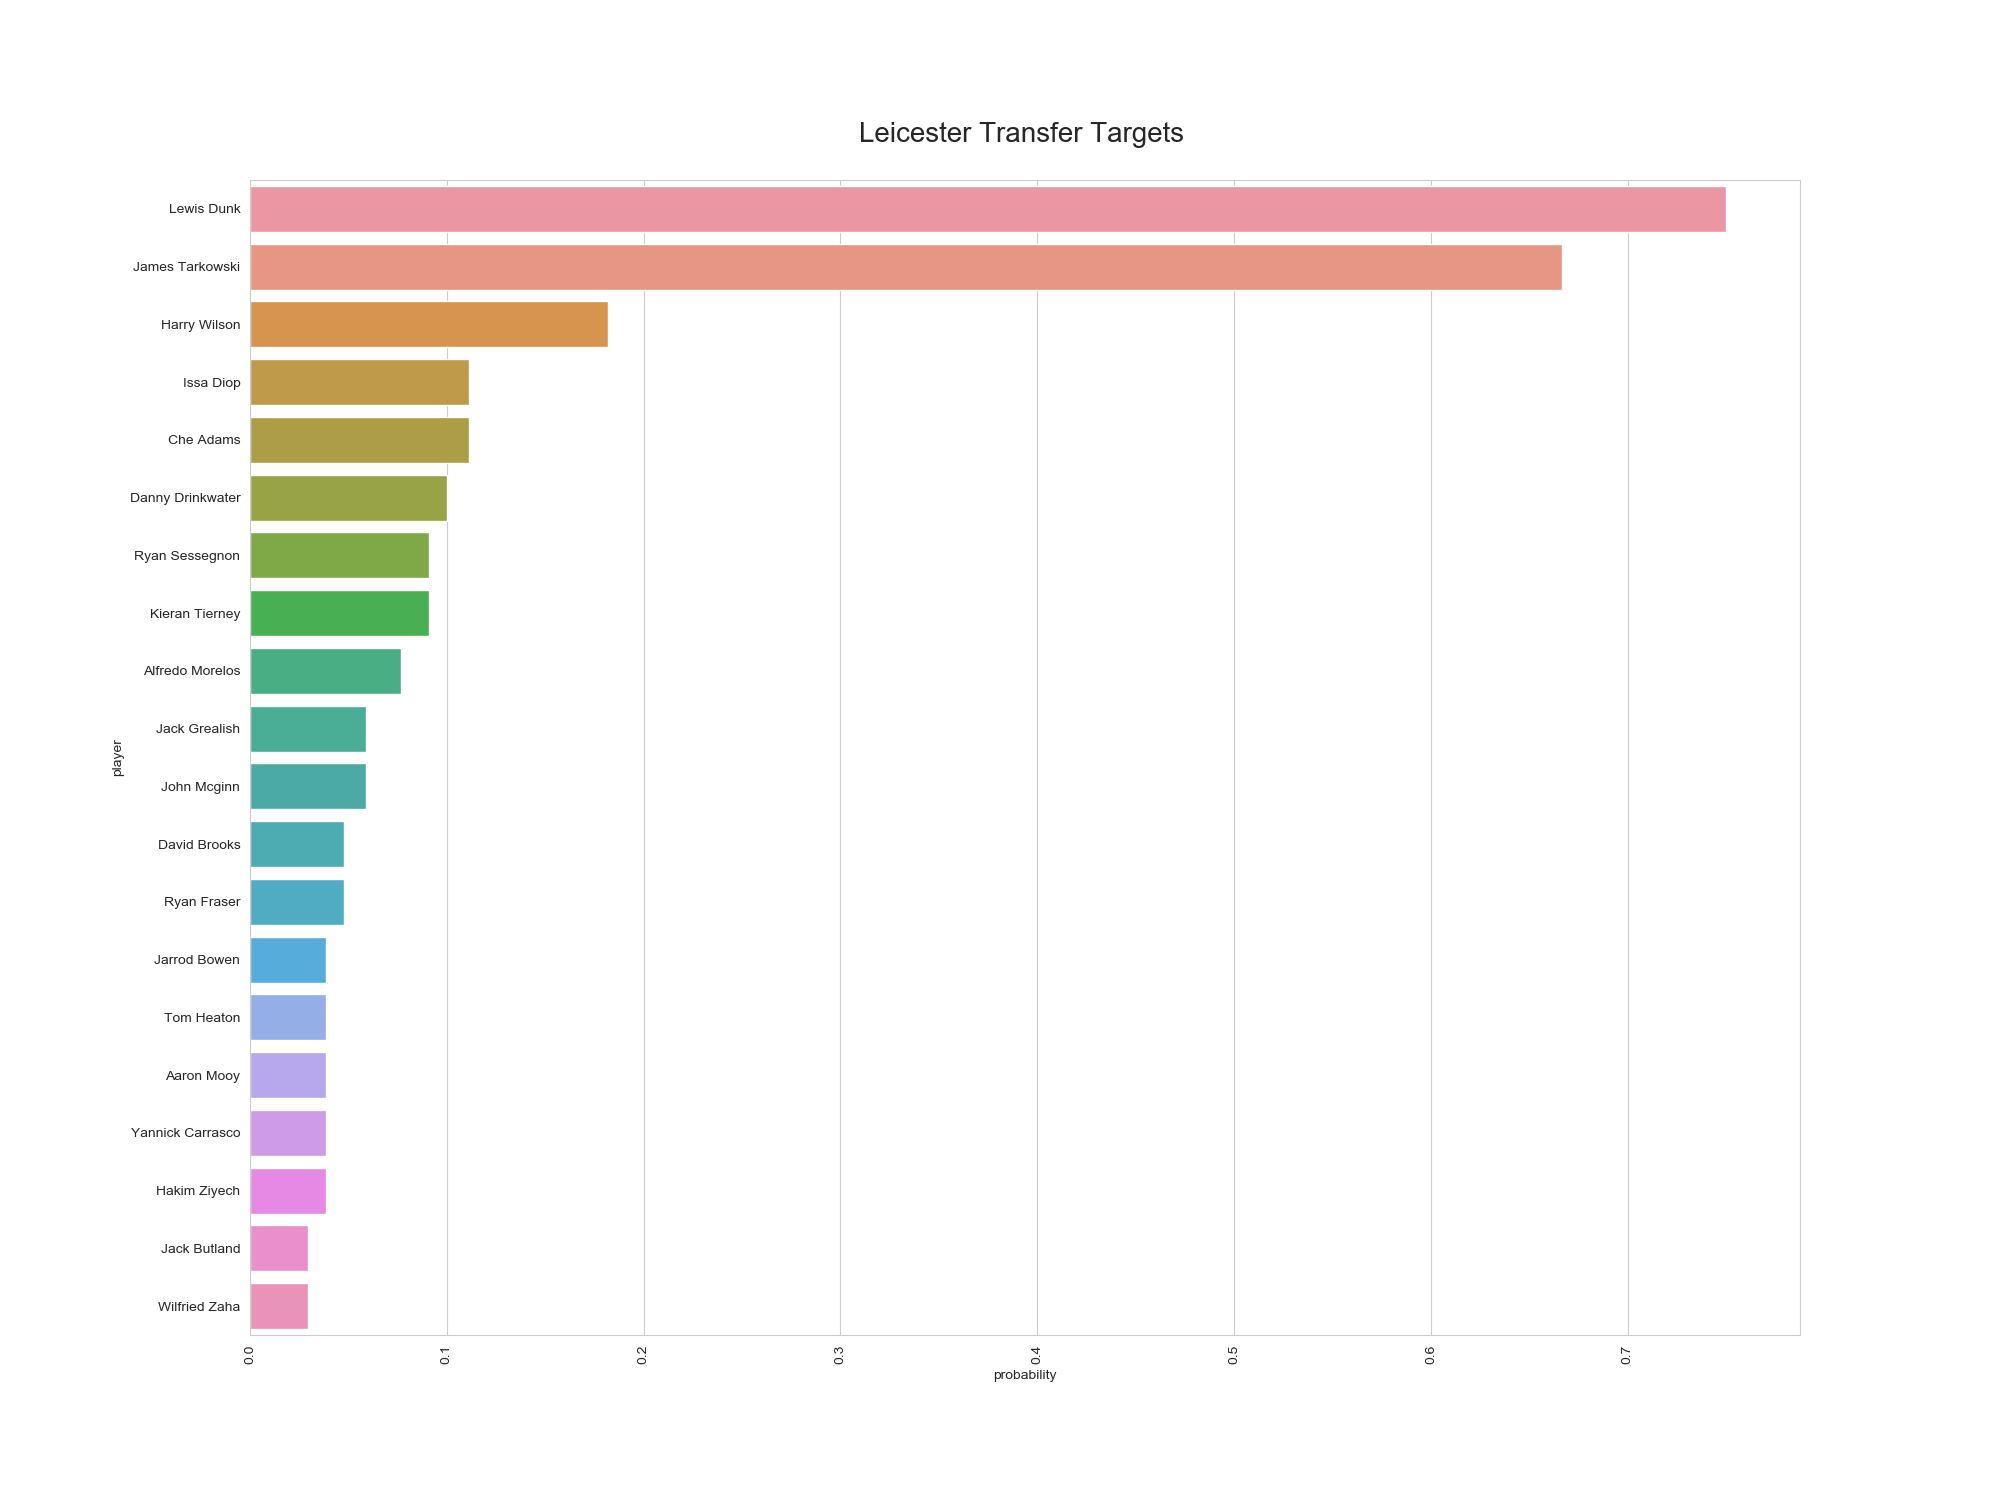 Leicester Transfer Targets
Lewis Dunk
James Tarkowski
Harry Wilson
Issa Diop
Che Adams
Danny Drinkwater
Ryan Sessegnon
Kieran Tierney
Alfredo Morelos
Jack Grealish
John Mcginn
David Brooks
Ryan Fraser
Jarrod Bowen
Tom Heaton
Aaron Mooy
Yannick Carrasco
Hakim Ziyech
Jack Butland
Wilfried Zaha
player
0.0
0.1
0.2
0.3
0.4
0.5
0.6
0.7
probability